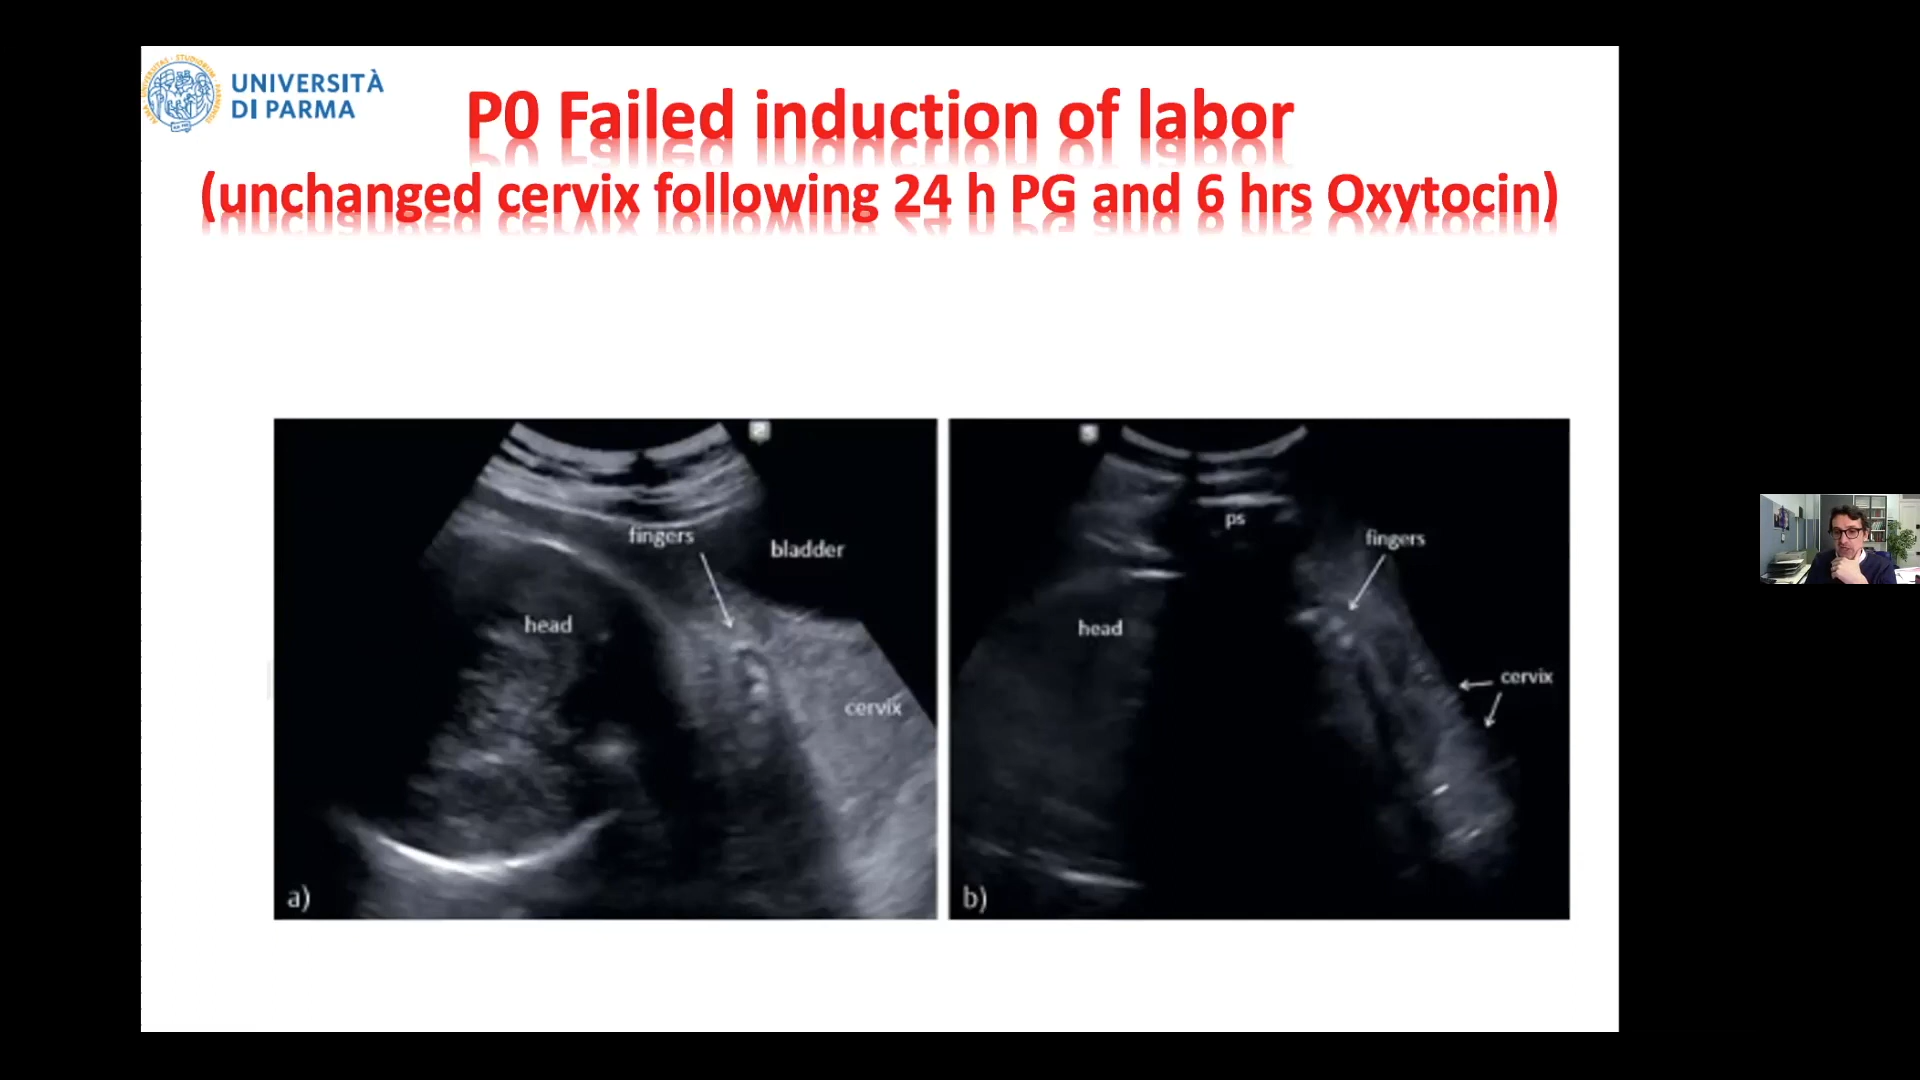 UNIVERSITÀ
DI PARMA
P0 Failed induction of labor
(unchanged cervix following 24 h PG and 6 hrs Oxytocin)
fingers
bladder
head
cervix
a)
ps
fingers
head
cervix
b)